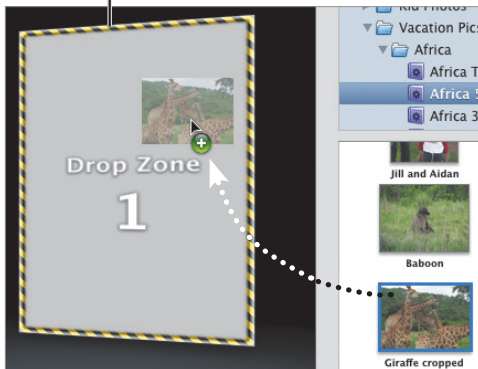 Drop Zone
1
Kid Photos
Vacation Pics
Africa
Africa T
Africa 5
Africa 3
Jill and Aidan
Baboon
Giraffe cropped